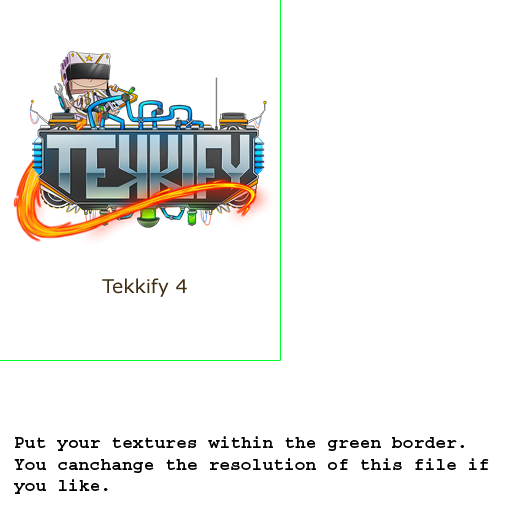 TEKKIFY
Tekkify 4
Put your textures within the green border.
You canchange the resolution of this file if
you like.